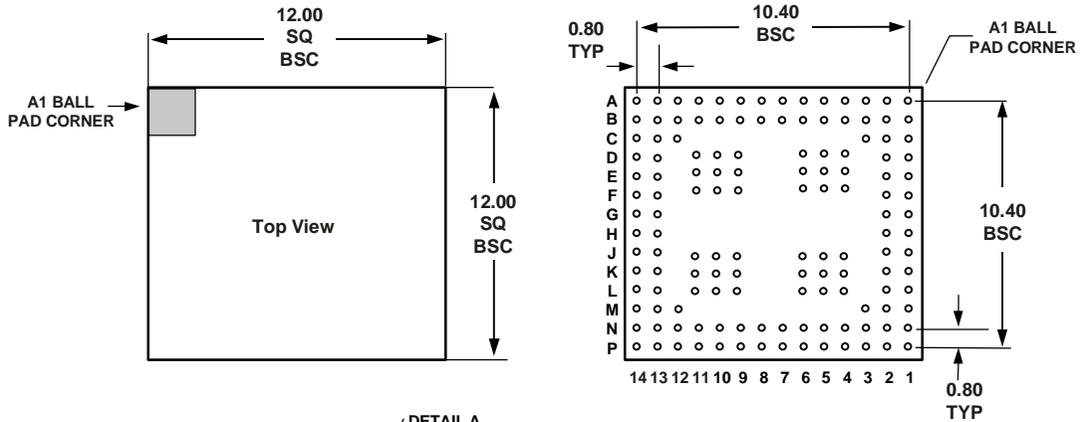 12.00
SQ
BSC
A1 BALL
PAD CORNER
Top View
12.00
SQ
BSC
0.80
TYP
10.40
BSC
A1 BALL
PAD CORNER
A
B
C
D
E
F
G
H
J
K
L
M
N
P
10.40
BSC
14 13 12 11 10 9 8 7 6 5 4 3 2 1
0.80
TYP
DETAIL A